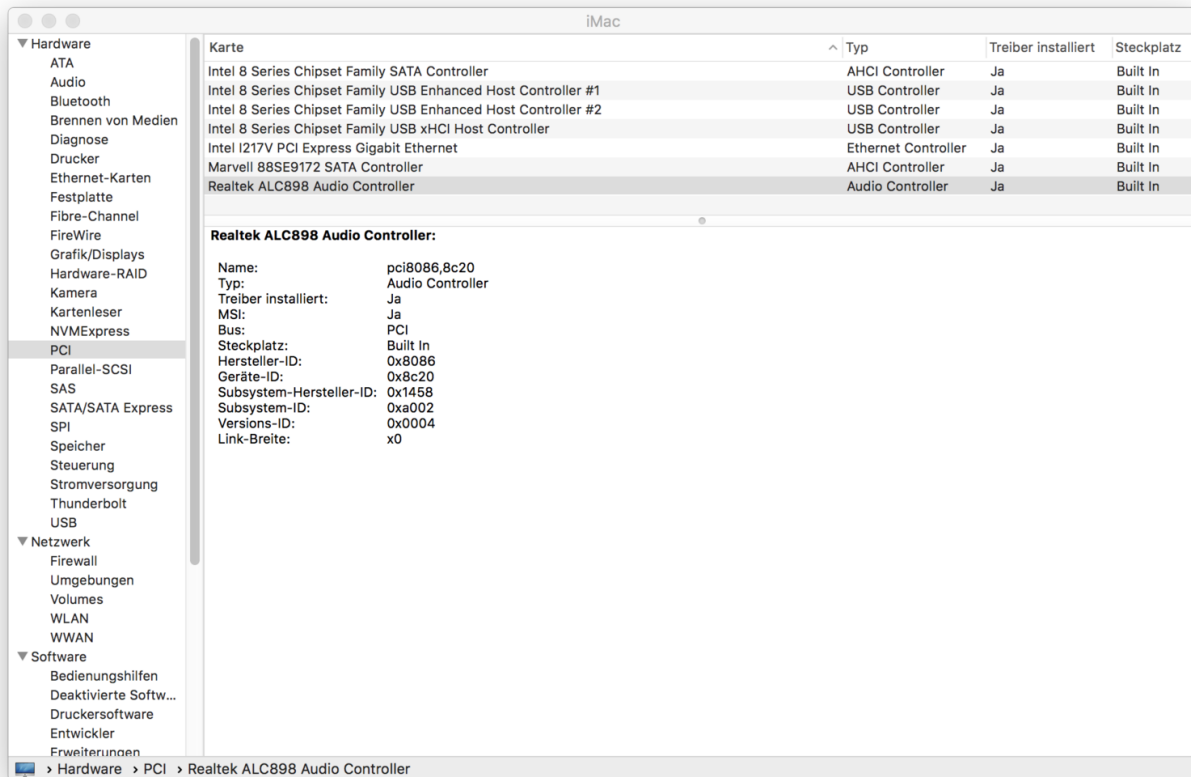 iMac
Hardware
ATA
Audio
Bluetooth
Brennen von Medien
Diagnose
Drucker
Ethernet-Karten
Festplatte
Fibre-Channel
FireWire
Grafik/Displays
Hardware-RAID
Kamera
Kartenleser
NVMExpress
PCI
Parallel-SCSI
SAS
SATA/SATA Express
SPI
Speicher
Steuerung
Stromversorgung
Thunderbolt
USB
Netzwerk
Firewall
Umgebungen
Volumes
WLAN
WWAN
Software
Bedienungshilfen
Deaktivierte Softw...
Druckersoftware
Entwickler
Erweiterungen
Karte Typ Treiber installiert Steckplatz
Intel 8 Series Chipset Family SATA Controller AHCI Controller Ja Built In
Intel 8 Series Chipset Family USB Enhanced Host Controller #1 USB Controller Ja Built In
Intel 8 Series Chipset Family USB Enhanced Host Controller #2 USB Controller Ja Built In
Intel 8 Series Chipset Family USB xHCI Host Controller USB Controller Ja Built In
Intel I217V PCI Express Gigabit Ethernet Ethernet Controller Ja Built In
Marvell 88SE9172 SATA Controller AHCI Controller Ja Built In
Realtek ALC898 Audio Controller Audio Controller Ja Built In
Realtek ALC898 Audio Controller:
Name: pci8086,8c20
Typ: Audio Controller
Treiber installiert: Ja
MSI: Ja
Bus: PCI
Steckplatz: Built In
Hersteller-ID: 0x8086
Geräte-ID: 0x8c20
Subsystem-Hersteller-ID: 0x1458
Subsystem-ID: 0xa002
Versions-ID: 0x0004
Link-Breite: x0
› Hardware › PCI › Realtek ALC898 Audio Controller